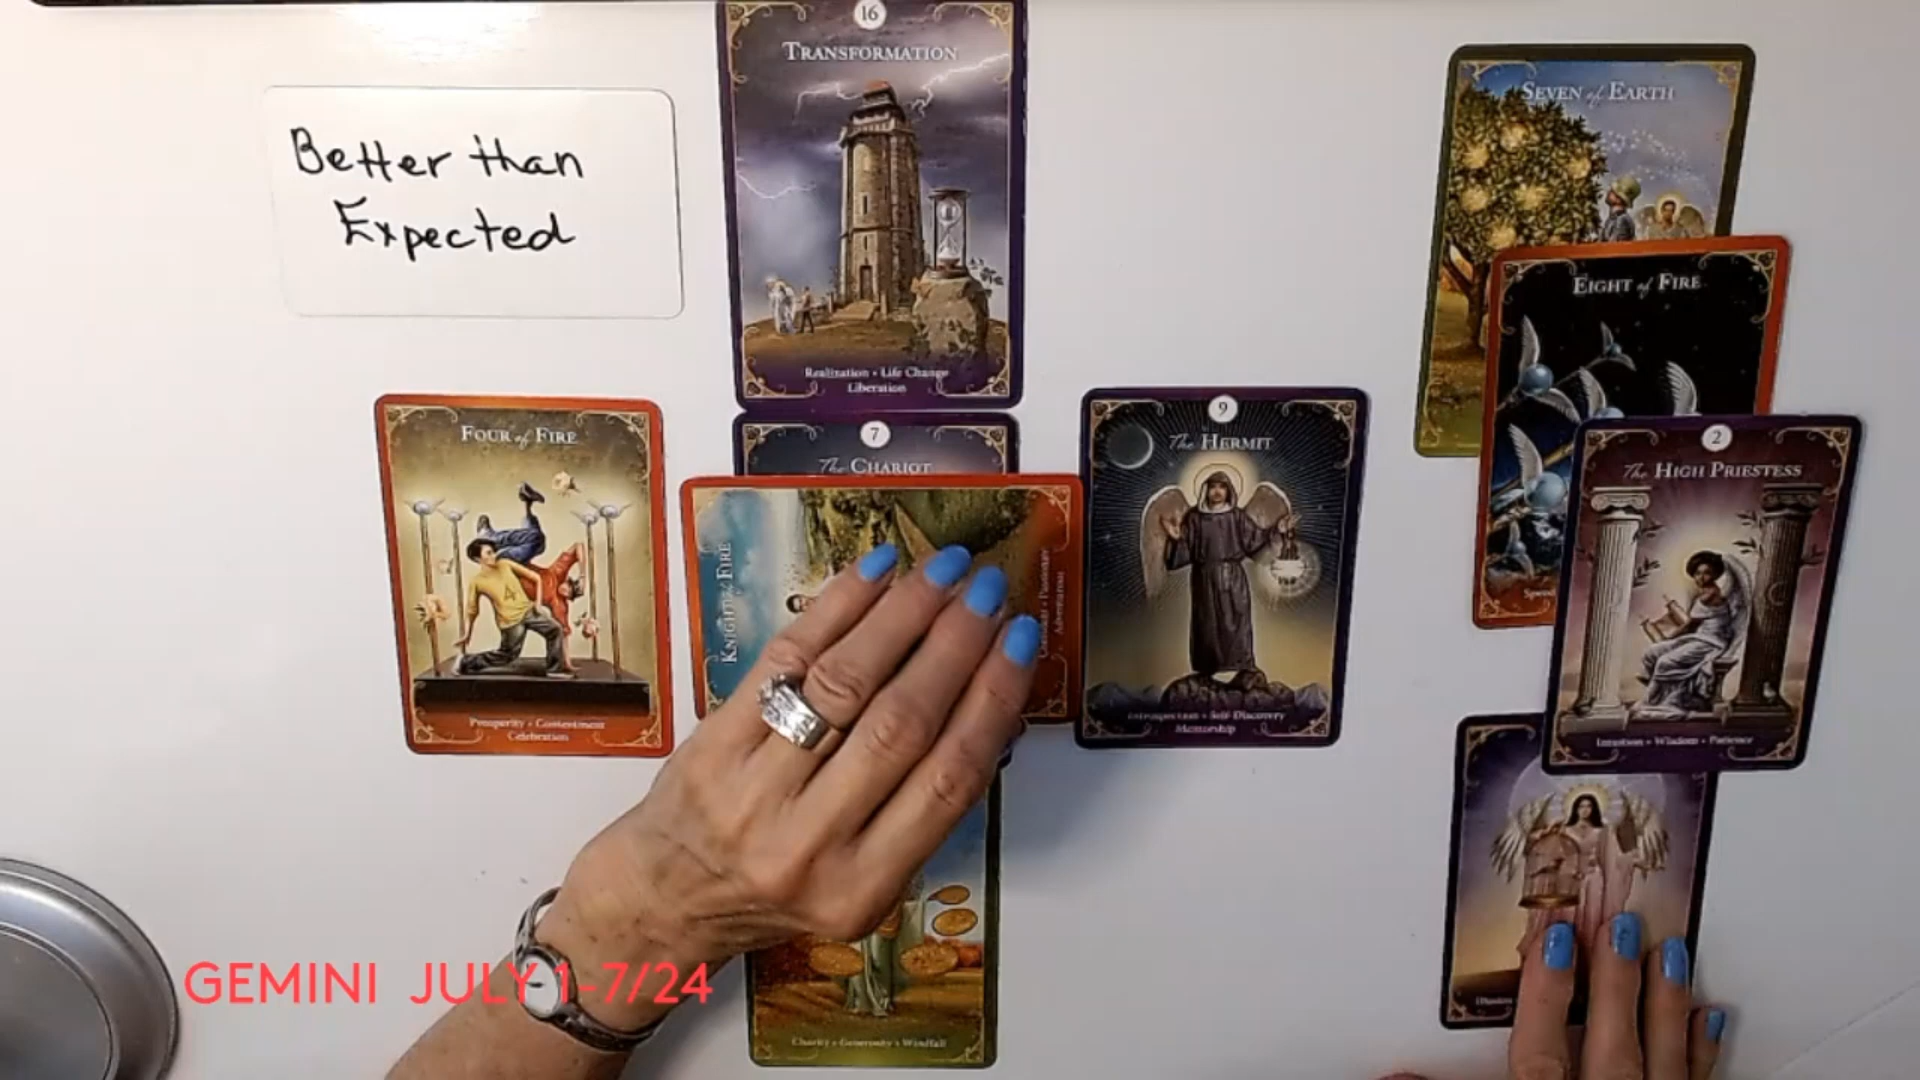 16
TRANSFORMATION
Realization • Life Change
Liberation
Better than
Expected
SEVEN of EARTH
EIGHT of FIRE
2
The HIGH PRIESTESS
Intuition • Wisdom • Patience
FOUR of FIRE
Prosperity • Contentment
Celebration
7
The CHARIOT
KNIGHT of FIRE
Passionate
Adventurous
9
The HERMIT
Introspection • Self-Discovery
Mentorship
Charity • Generosity • Windfall
GEMINI JULY 1-7/24